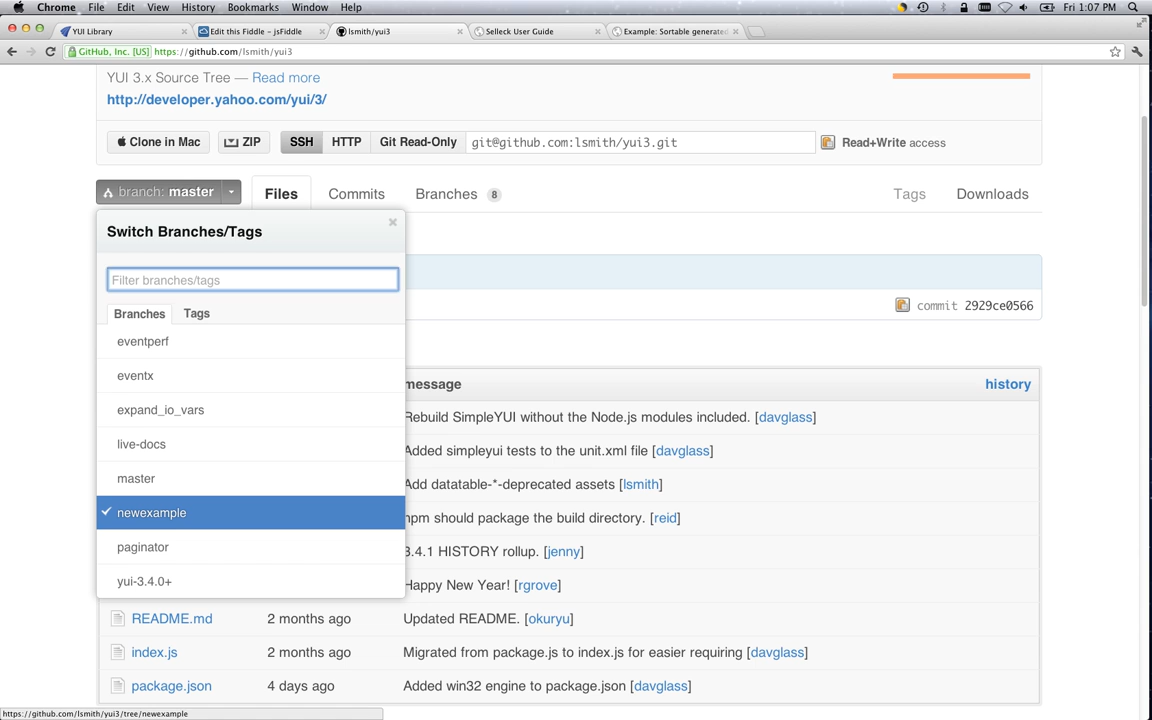 Chrome File Edit View History Bookmarks Window Help Fri 1:07 PM
YUI Library Edit this Fiddle - jsFiddle lsmith/yui3 Selleck User Guide Example: Sortable generated
GitHub, Inc. [US] https://github.com/lsmith/yui3
YUI 3.x Source Tree — Read more
http://developer.yahoo.com/yui/3/
Clone in Mac ZIP SSH HTTP Git Read-Only git@github.com:lsmith/yui3.git Read+Write access
branch: master Files Commits Branches 8 Tags Downloads
Switch Branches/Tags
Filter branches/tags
commit 2929ce0566
Branches Tags
eventperf
eventx
expand_io_vars
live-docs
master
newexample
paginator
yui-3.4.0+
message history
Rebuild SimpleYUI without the Node.js modules included. [davglass]
Added simpleyui tests to the unit.xml file [davglass]
Add datatable-*-deprecated assets [lsmith]
npm should package the build directory. [reid]
3.4.1 HISTORY rollup. [jenny]
Happy New Year! [rgrove]
README.md 2 months ago Updated README. [okuryu]
index.js 2 months ago Migrated from package.js to index.js for easier requiring [davglass]
package.json 4 days ago Added win32 engine to package.json [davglass]
https://github.com/lsmith/yui3/tree/newexample